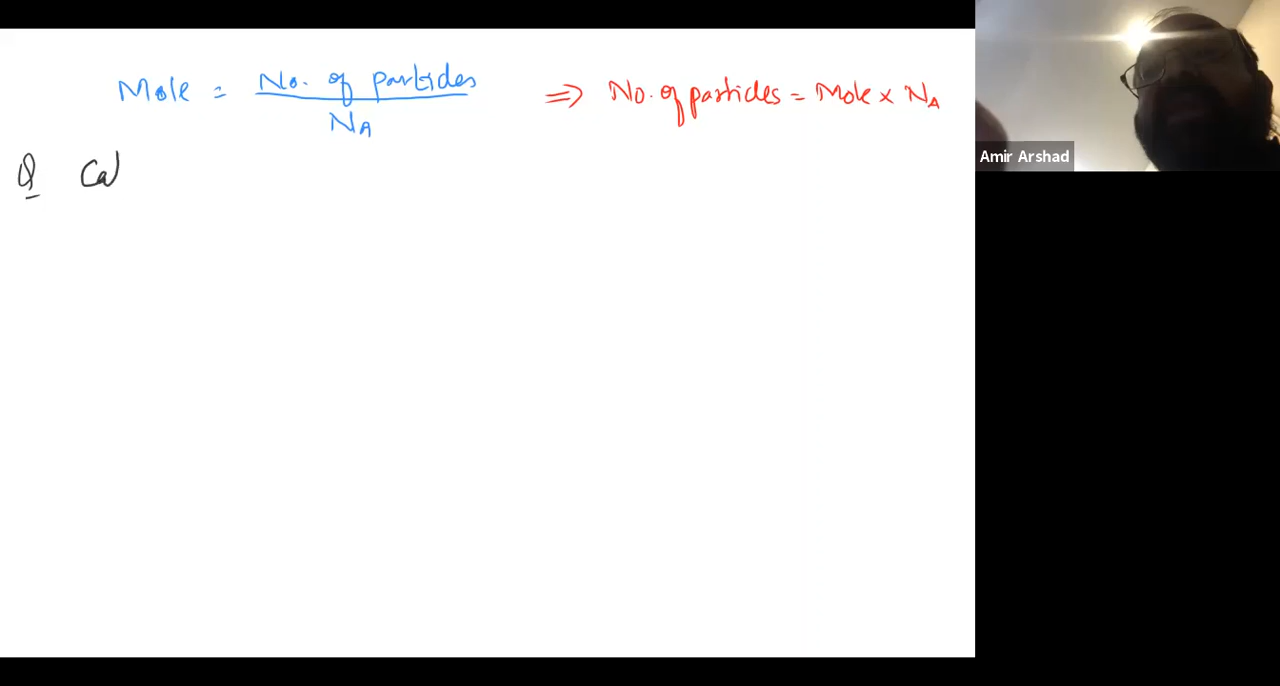 Mole = No. of particles / NA ⇒ No. of particles = Mole × NA
Q Cal
Amir Arshad